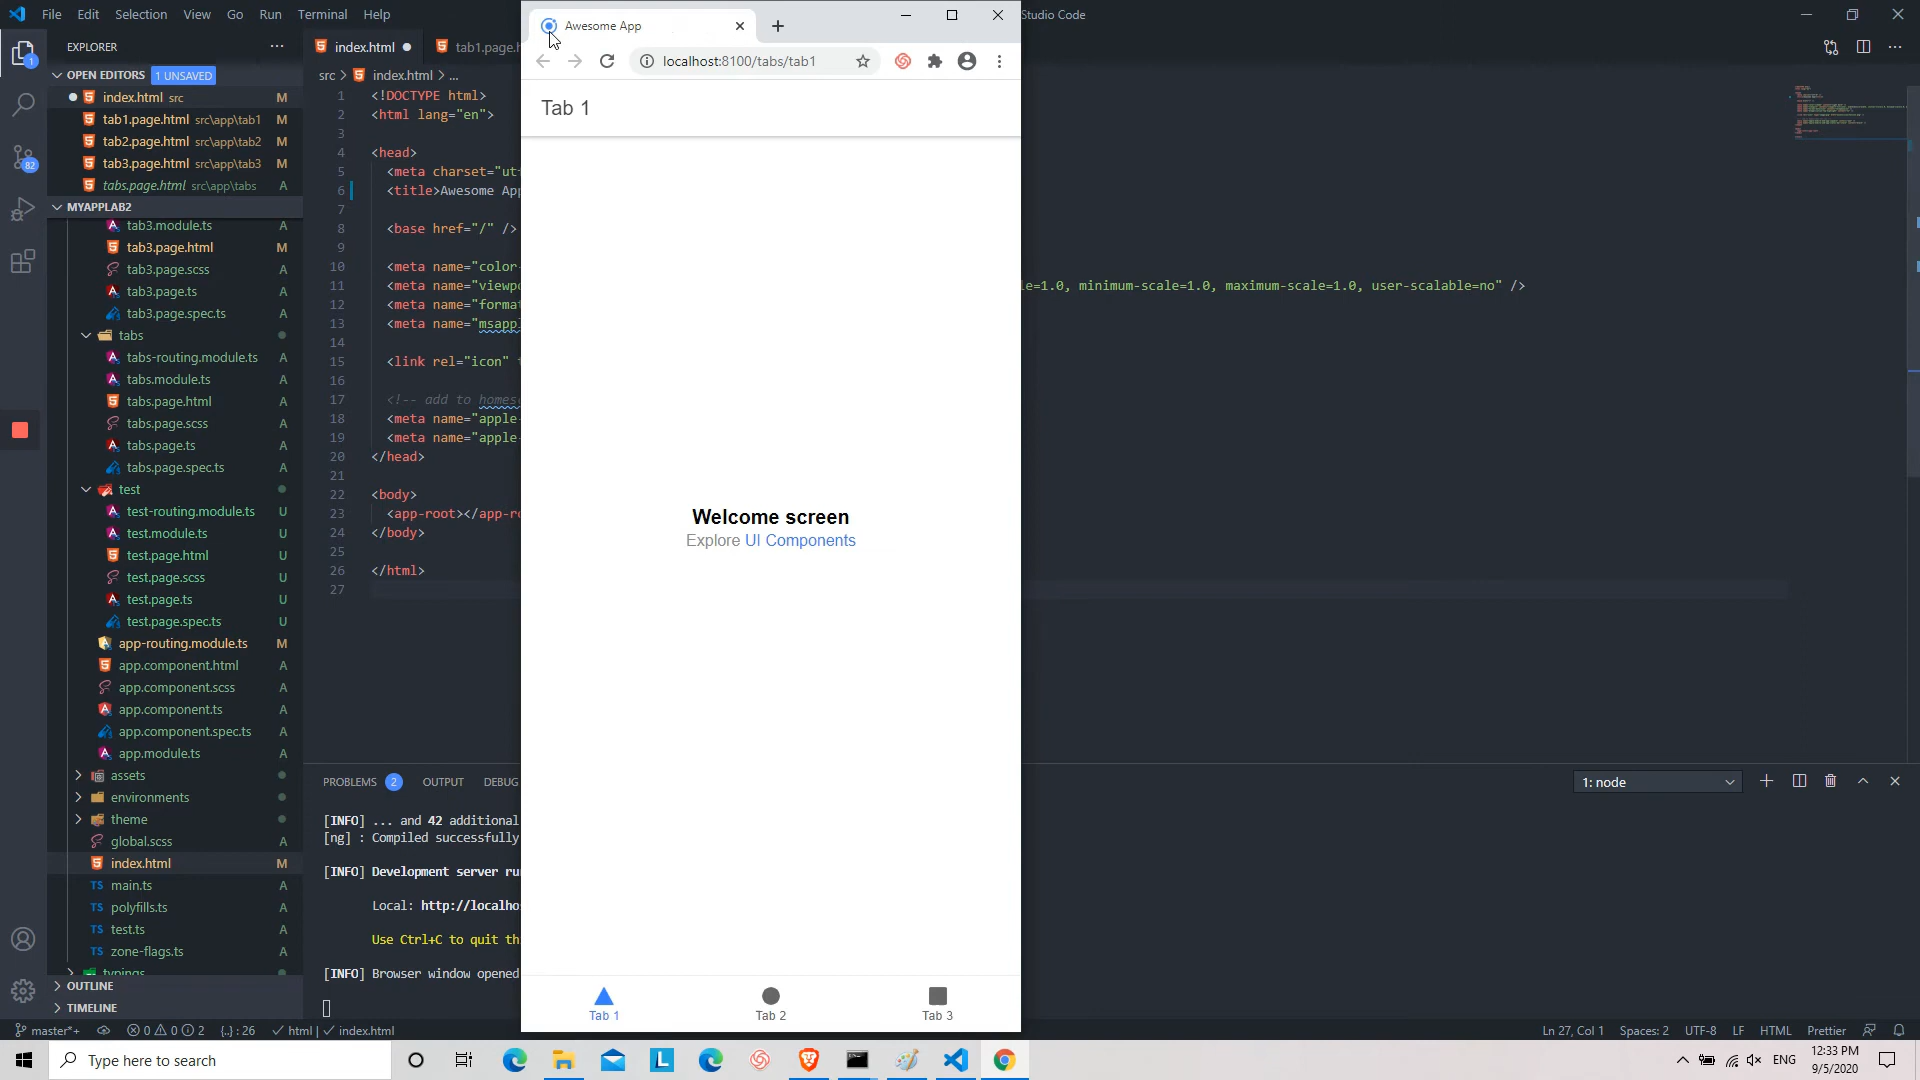 File Edit Selection View Go Run Terminal Help
Studio Code
EXPLORER
OPEN EDITORS 1 UNSAVED
index.html src M
tab1.page.html src\app\tab1 M
tab2.page.html src\app\tab2 M
tab3.page.html src\app\tab3 M
tabs.page.html src\app\tabs A
MYAPPLAB2
tab3.module.ts A
tab3.page.html M
tab3.page.scss A
tab3.page.ts A
tab3.page.spec.ts A
tabs
tabs-routing.module.ts A
tabs.module.ts A
tabs.page.html A
tabs.page.scss A
tabs.page.ts A
tabs.page.spec.ts A
test
test-routing.module.ts U
test.module.ts U
test.page.html U
test.page.scss U
test.page.ts U
test.page.spec.ts U
app-routing.module.ts M
app.component.html A
app.component.scss A
app.component.ts A
app.component.spec.ts A
app.module.ts A
assets
environments
theme
global.scss A
index.html M
main.ts A
polyfills.ts A
test.ts A
zone-flags.ts A
typings
OUTLINE
TIMELINE
1
82
index.html tab1.page.h
src > index.html > ...
1 <!DOCTYPE html>
2 <html lang="en">
3
4 <head>
5 <meta charset="ut
6 <title>Awesome Ap
7
8 <base href="/" />
9
10 <meta name="color-
11 <meta name="viewpo le=1.0, minimum-scale=1.0, maximum-scale=1.0, user-scalable=no" />
12 <meta name="format
13 <meta name="msappl
14
15 <link rel="icon" t
16
17 <!-- add to homes
18 <meta name="apple-
19 <meta name="apple-
20 </head>
21
22 <body>
23 <app-root></app-ro
24 </body>
25
26 </html>
27
Awesome App
localhost:8100/tabs/tab1
Tab 1
Welcome screen
Explore UI Components
Tab 1 Tab 2 Tab 3
PROBLEMS 2 OUTPUT DEBUG
1: node
[INFO] ... and 42 additional
[ng] : Compiled successfully
[INFO] Development server ru
Local: http://localho
Use Ctrl+C to quit th
[INFO] Browser window opened
master*+ 0 0 2 {..} : 26 html | index.html
Ln 27, Col 1 Spaces: 2 UTF-8 LF HTML Prettier
Type here to search
L
ENG
12:33 PM
9/5/2020